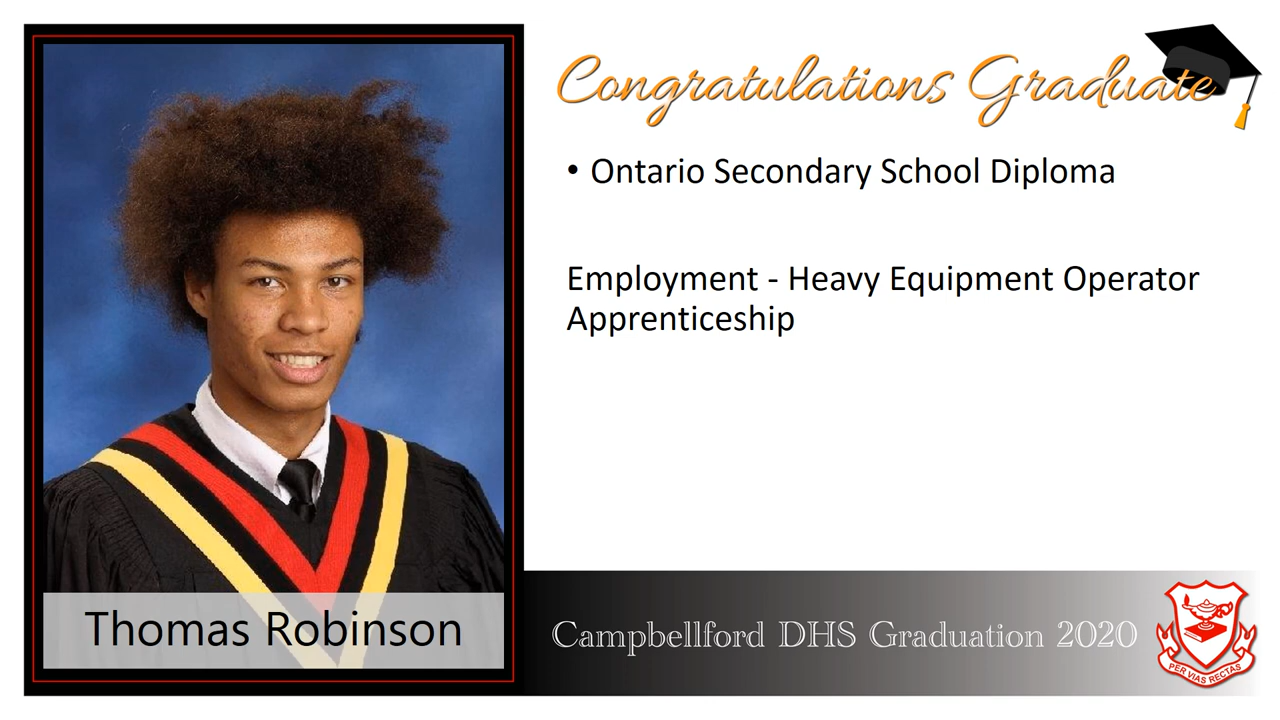 Congratulations Graduate
• Ontario Secondary School Diploma
Employment - Heavy Equipment Operator
Apprenticeship
Thomas Robinson
Campbellford DHS Graduation 2020
PER VIAS RECTAS